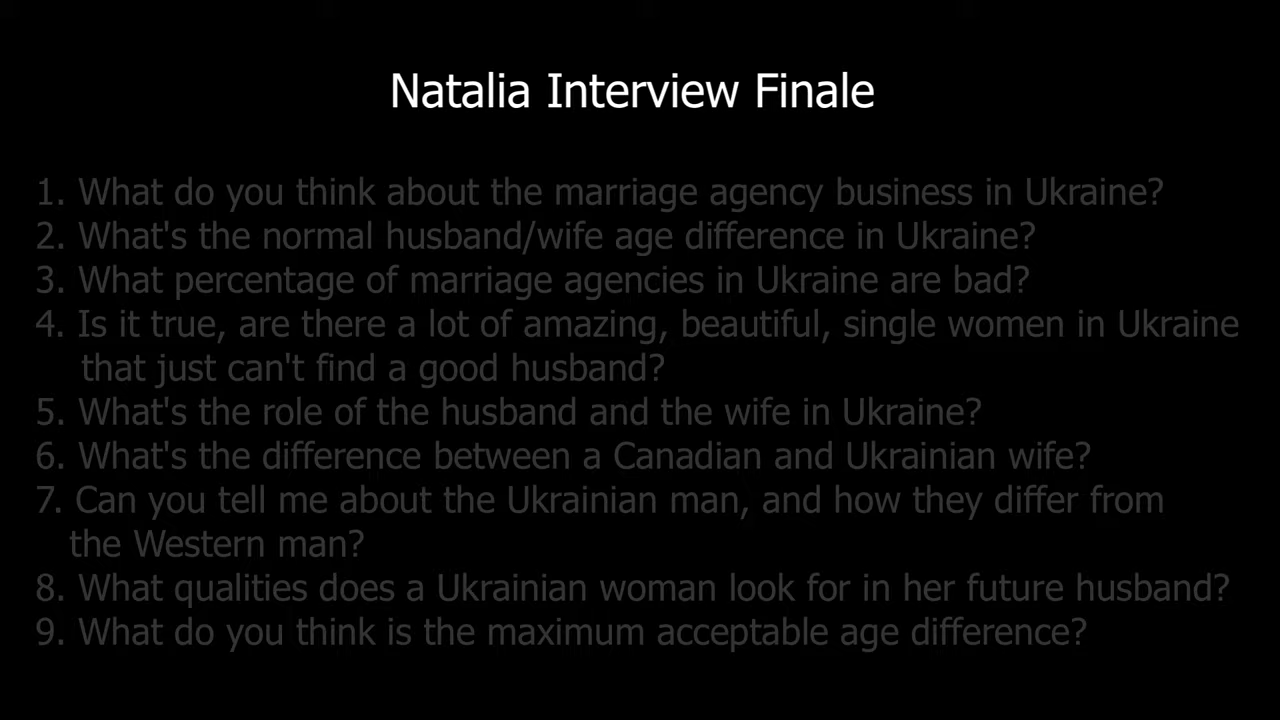 Natalia Interview Finale
1. What do you think about the marriage agency business in Ukraine?
2. What's the normal husband/wife age difference in Ukraine?
3. What percentage of marriage agencies in Ukraine are bad?
4. Is it true, are there a lot of amazing, beautiful, single women in Ukraine
that just can't find a good husband?
5. What's the role of the husband and the wife in Ukraine?
6. What's the difference between a Canadian and Ukrainian wife?
7. Can you tell me about the Ukrainian man, and how they differ from
the Western man?
8. What qualities does a Ukrainian woman look for in her future husband?
9. What do you think is the maximum acceptable age difference?